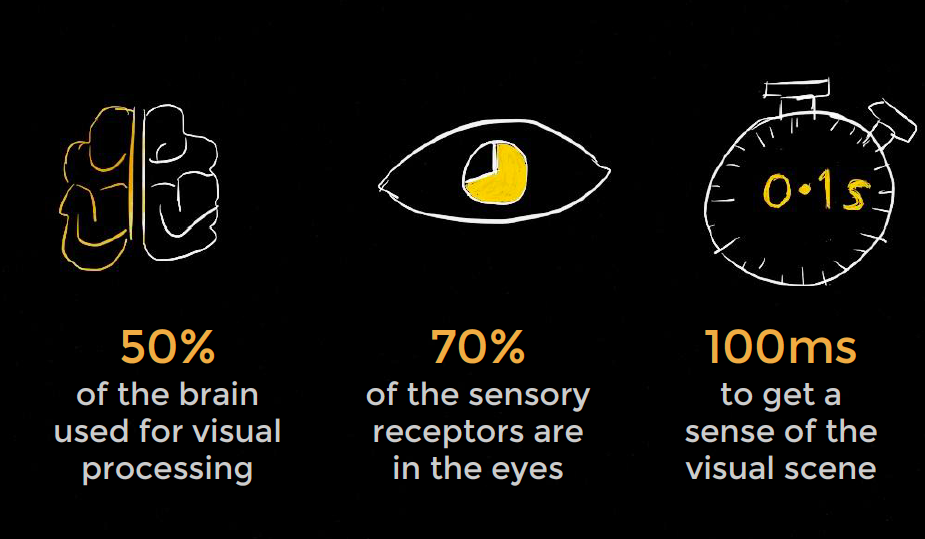 0.1s
50%
of the brain
used for visual
processing
70%
of the sensory
receptors are
in the eyes
100ms
to get a
sense of the
visual scene